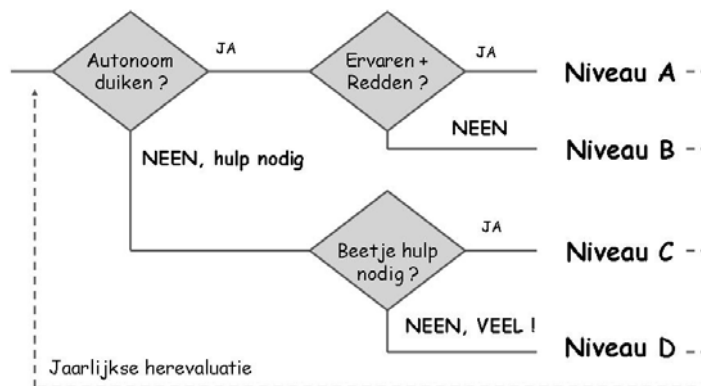 Autonoom
duiken ?
JA
Ervaren +
Redden ?
JA
Niveau A
NEEN
Niveau B
NEEN, hulp nodig
Beetje hulp
nodig ?
JA
Niveau C
NEEN, VEEL !
Niveau D
Jaarlijkse herevaluatie